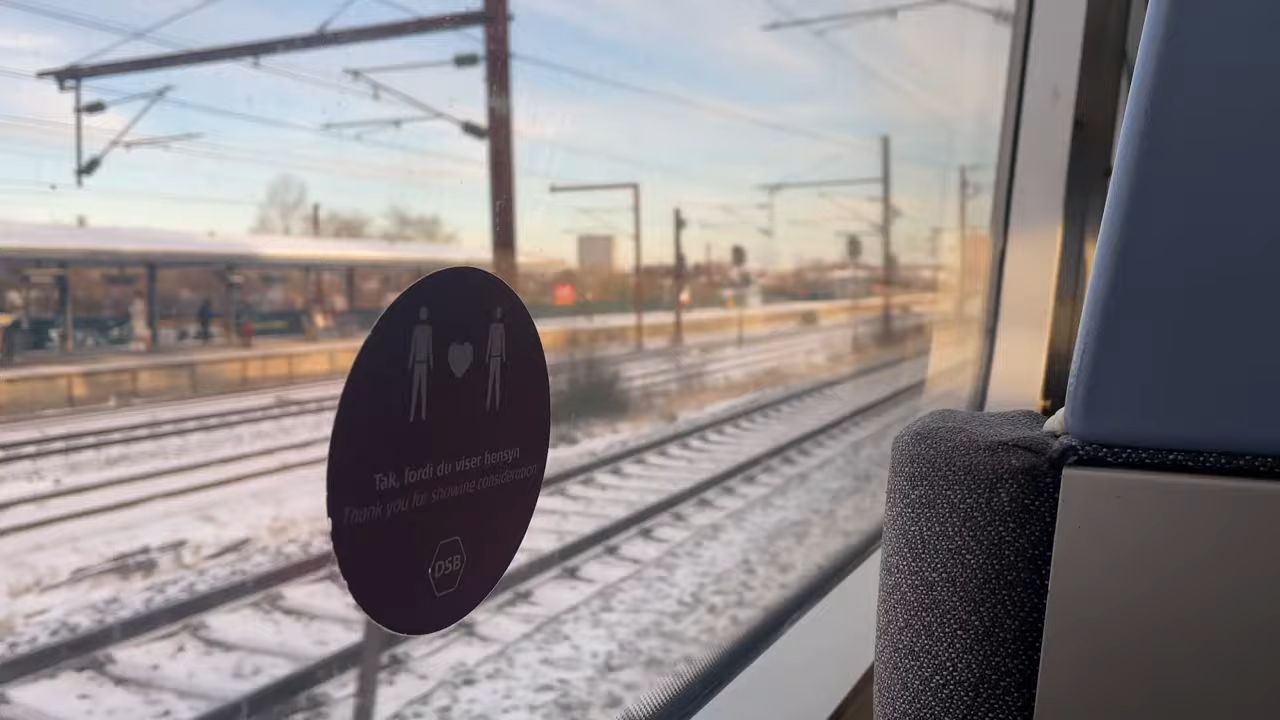 Tak, fordi du viser hensyn
Thank you for showing consideration
DSB